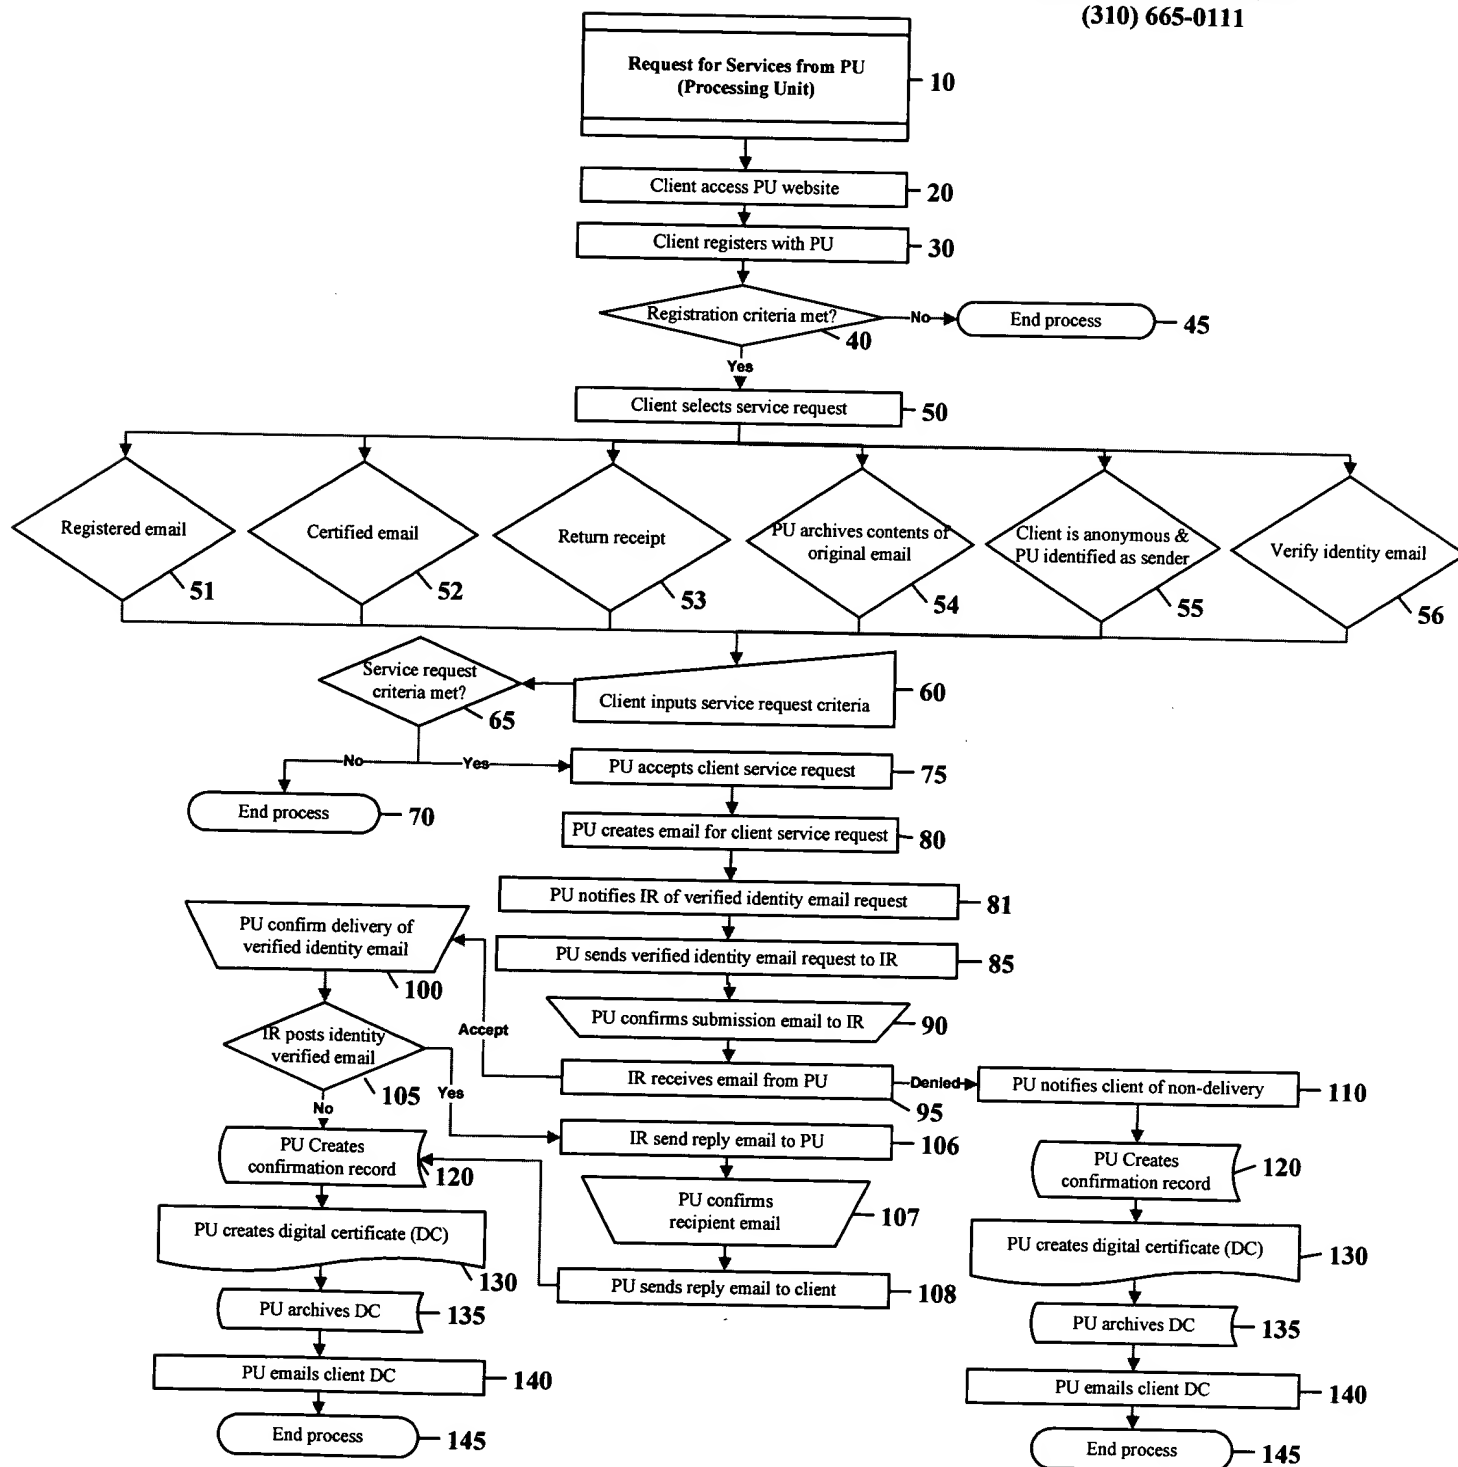 (310) 665-0111
Request for Services from PU
(Processing Unit)
10
Client access PU website
20
Client registers with PU
30
Registration criteria met?
40
No
End process
45
Yes
Client selects service request
50
Registered email
51
Certified email
52
Return receipt
53
PU archives contents of
original email
54
Client is anonymous &
PU identified as sender
55
Verify identity email
56
Service request
criteria met?
65
Client inputs service request criteria
60
No
Yes
PU accepts client service request
75
End process
70
PU creates email for client service request
80
PU notifies IR of verified identity email request
81
PU confirm delivery of
verified identity email
100
PU sends verified identity email request to IR
85
PU confirms submission email to IR
90
Accept
IR posts identity
verified email
105
Yes
No
IR receives email from PU
95
Denied
PU notifies client of non-delivery
110
IR send reply email to PU
106
PU Creates
confirmation record
120
PU Creates
confirmation record
120
PU confirms
recipient email
107
PU creates digital certificate (DC)
130
PU creates digital certificate (DC)
130
PU sends reply email to client
108
PU archives DC
135
PU archives DC
135
PU emails client DC
140
PU emails client DC
140
End process
145
End process
145